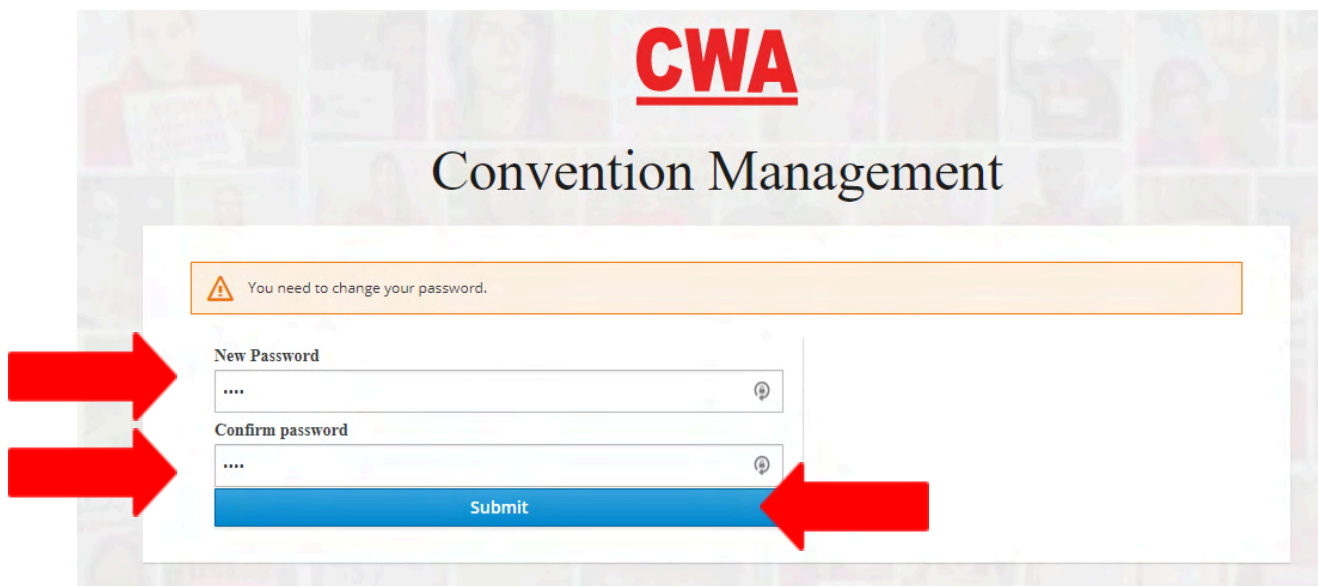 CWA
Convention Management
You need to change your password.
New Password
....
Confirm password
....
Submit